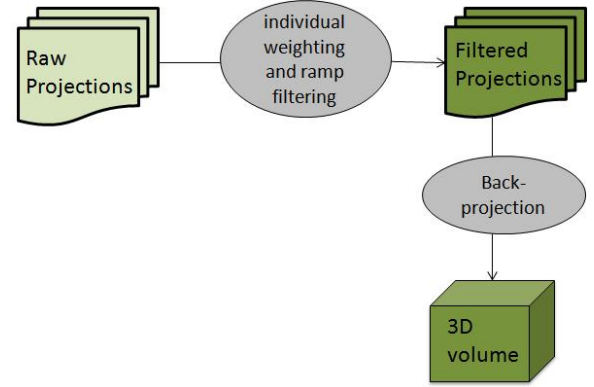 Raw
Projections
individual
weighting
and ramp
filtering
Filtered
Projections
Back-
projection
3D
volume